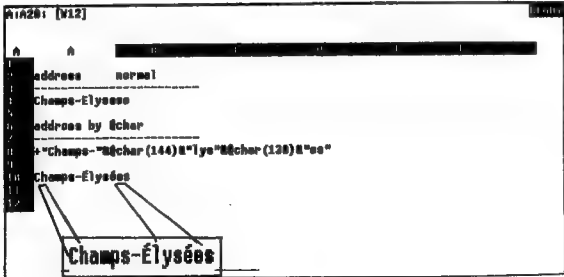 A:A20: [W12]
A A
address normal
Champs-Elysees
address by @char
+"Champs-"&@char(144)&"lys"&@char(130)&"es"
Champs-Élysées
Champs-Élysées